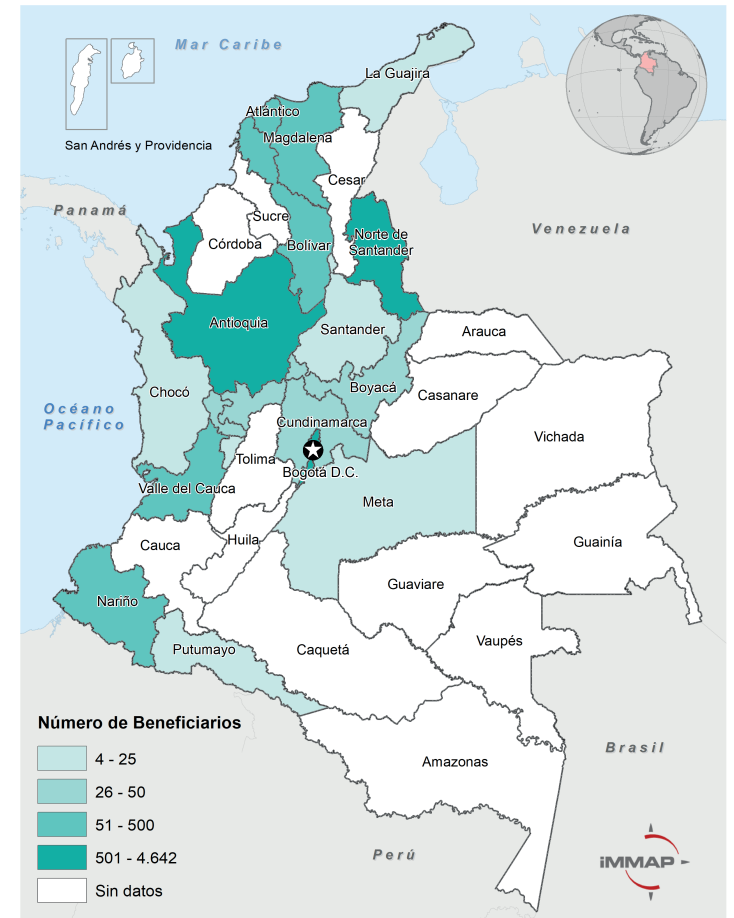 Mar Caribe
La Guajira
Atlántico
Magdalena
San Andrés y Providencia
Cesar
Panamá
Sucre
Venezuela
Córdoba
Bolivar
Norte de
Santander
Antioquia
Santander
Arauca
Chocó
Boyacá
Casanare
Océano
Pacífico
Cundinamarca
Vichada
Tolima
Bogotá D.C.
Valle del Cauca
Meta
Cauca
Huila
Guainía
Guaviare
Nariño
Putumayo
Caquetá
Vaupés
Número de Beneficiarios
4 - 25
26 - 50
51 - 500
501 - 4.642
Sin datos
Amazonas
Brasil
Perú
iMMAP